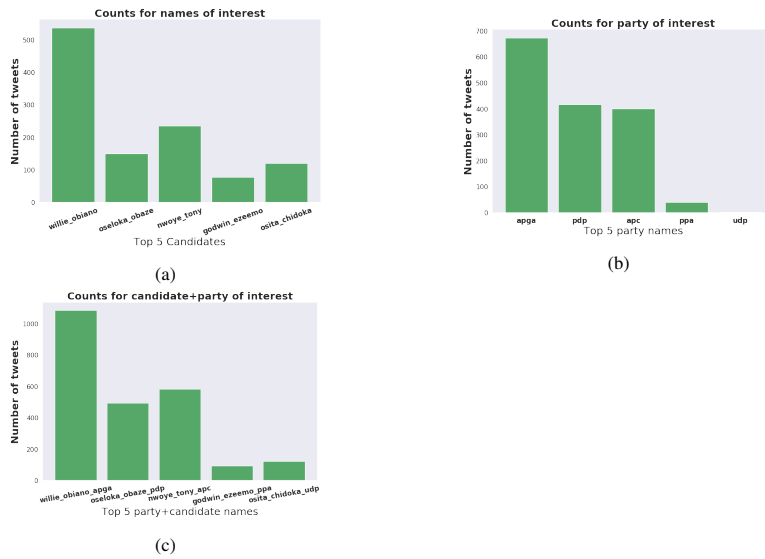 Counts for names of interest
Number of tweets
500
400
300
200
100
0
willie_obiano oseloka_obaze nwoye_tony godwin_ezeemo osita_chidoka
Top 5 Candidates
(a)
Counts for party of interest
Number of tweets
700
600
500
400
300
200
100
0
apga pdp apc ppa udp
Top 5 party names
(b)
Counts for candidate+party of interest
Number of tweets
1000
800
600
400
200
0
willie_obiano_apga oseloka_obaze_pdp nwoye_tony_apc godwin_ezeemo_ppa osita_chidoka_udp
Top 5 party+candidate names
(c)